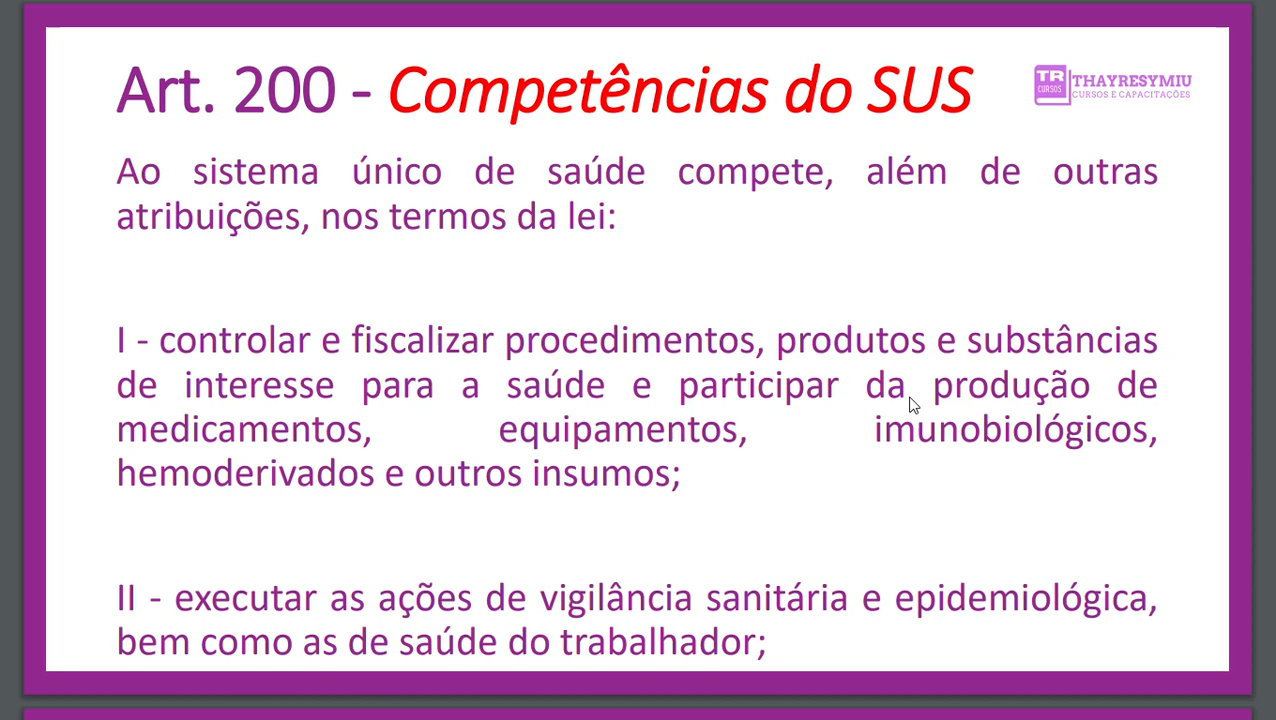 Art. 200 - Competências do SUS
TR
CURSOS
THAYRESYMIU
CURSOS E CAPACITAÇÕES
Ao sistema único de saúde compete, além de outras
atribuições, nos termos da lei:
I - controlar e fiscalizar procedimentos, produtos e substâncias
de interesse para a saúde e participar da produção de
medicamentos, equipamentos, imunobiológicos,
hemoderivados e outros insumos;
II - executar as ações de vigilância sanitária e epidemiológica,
bem como as de saúde do trabalhador;